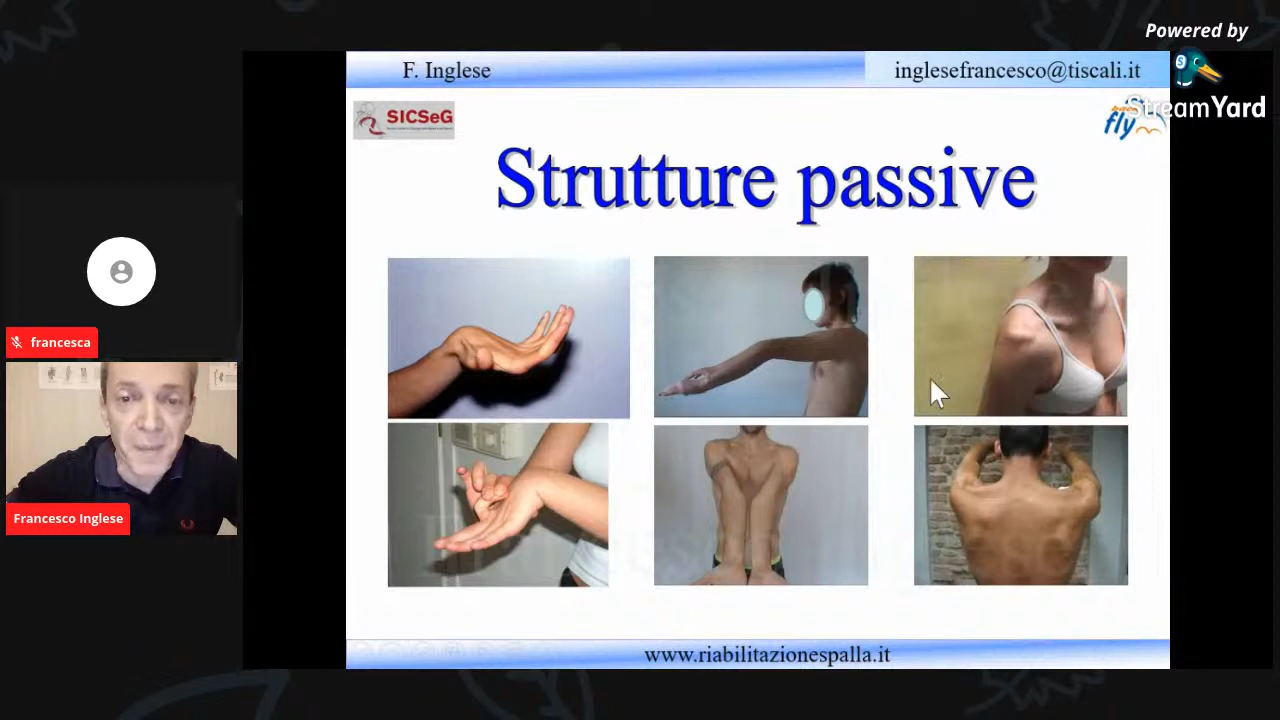 Powered by
StreamYard
F. Inglese
inglesefrancesco@tiscali.it
SICSeG
fly
Strutture passive
francesca
Francesco Inglese
www.riabilitazionespalla.it